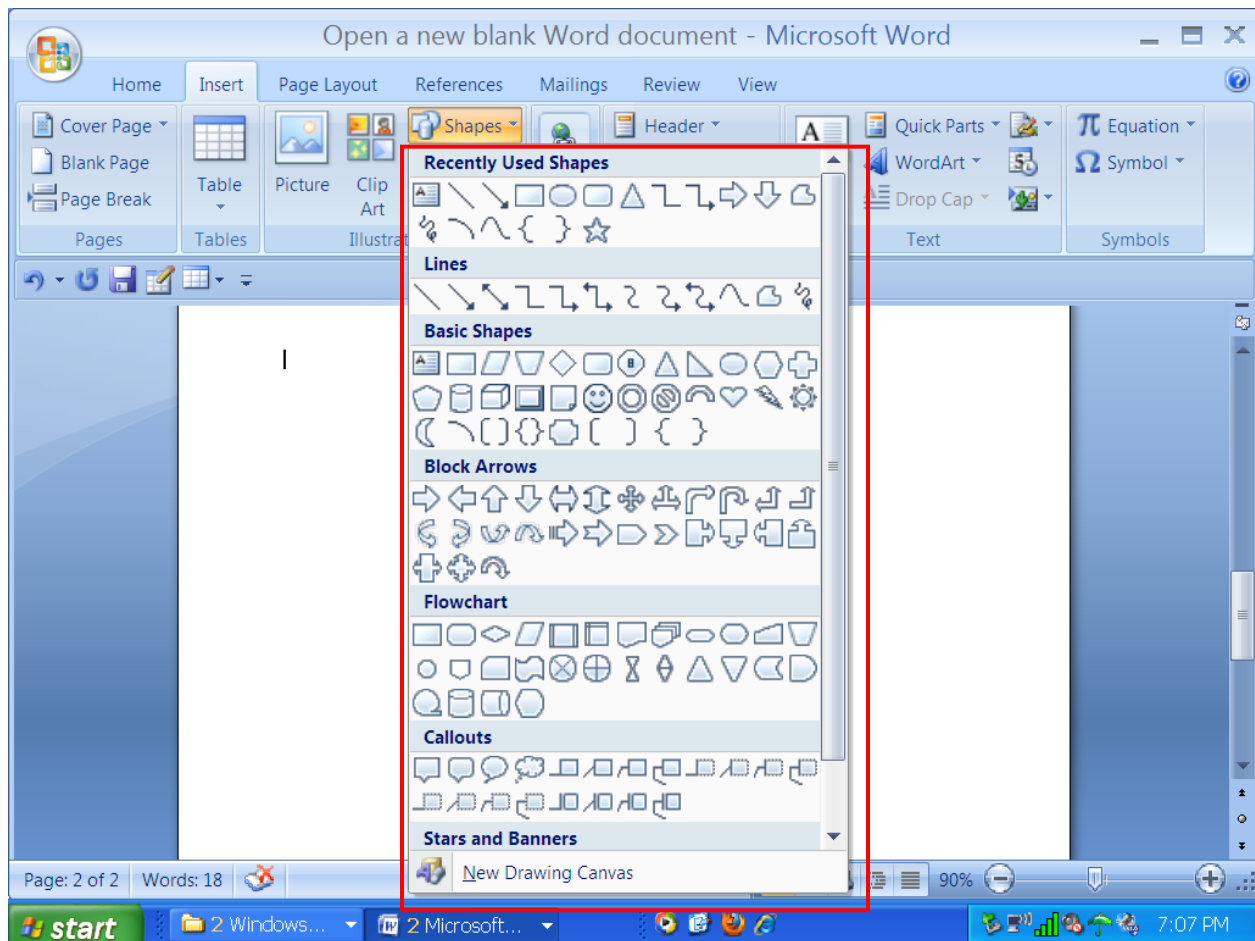 Open a new blank Word document - Microsoft Word
Home Insert Page Layout References Mailings Review View
Cover Page
Blank Page
Page Break
Pages
Table
Tables
Picture
Clip
Art
Illustrat
Shapes
Header
A
Quick Parts
WordArt
Drop Cap
Text
π Equation
Ω Symbol
Symbols
Recently Used Shapes
Lines
Basic Shapes
Block Arrows
Flowchart
Callouts
Stars and Banners
New Drawing Canvas
Page: 2 of 2 Words: 18
90%
start 2 Windows... 2 Microsoft... 7:07 PM